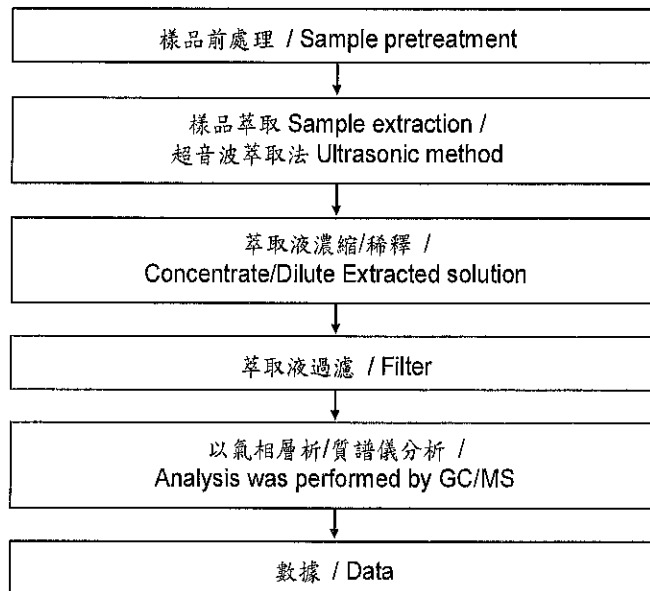 樣品前處理 / Sample pretreatment
樣品萃取 Sample extraction /
超音波萃取法 Ultrasonic method
萃取液濃縮/稀釋 /
Concentrate/Dilute Extracted solution
萃取液過濾 / Filter
以氣相層析/質譜儀分析 /
Analysis was performed by GC/MS
數據 / Data